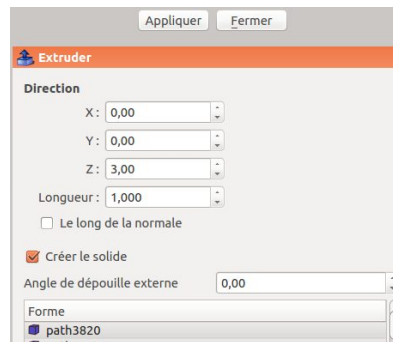 Appliquer Fermer
Extruder
Direction
X : 0,00
Y : 0,00
Z : 3,00
Longueur : 1,000
Le long de la normale
Créer le solide
Angle de dépouille externe 0,00
Forme
path3820